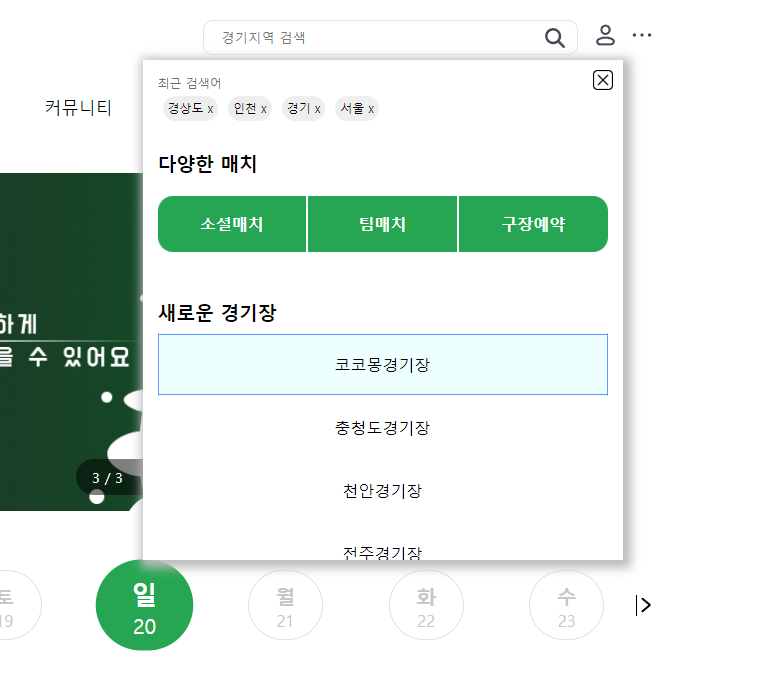 경기지역 검색
커뮤니티
최근 검색어
경상도 x 인천 x 경기 x 서울 x
다양한 매치
소셜매치 팀매치 구장예약
하게
을 수 있어요
3 / 3
새로운 경기장
코코몽경기장
충청도경기장
천안경기장
전주경기장
토 일 월 화 수
19 20 21 22 23